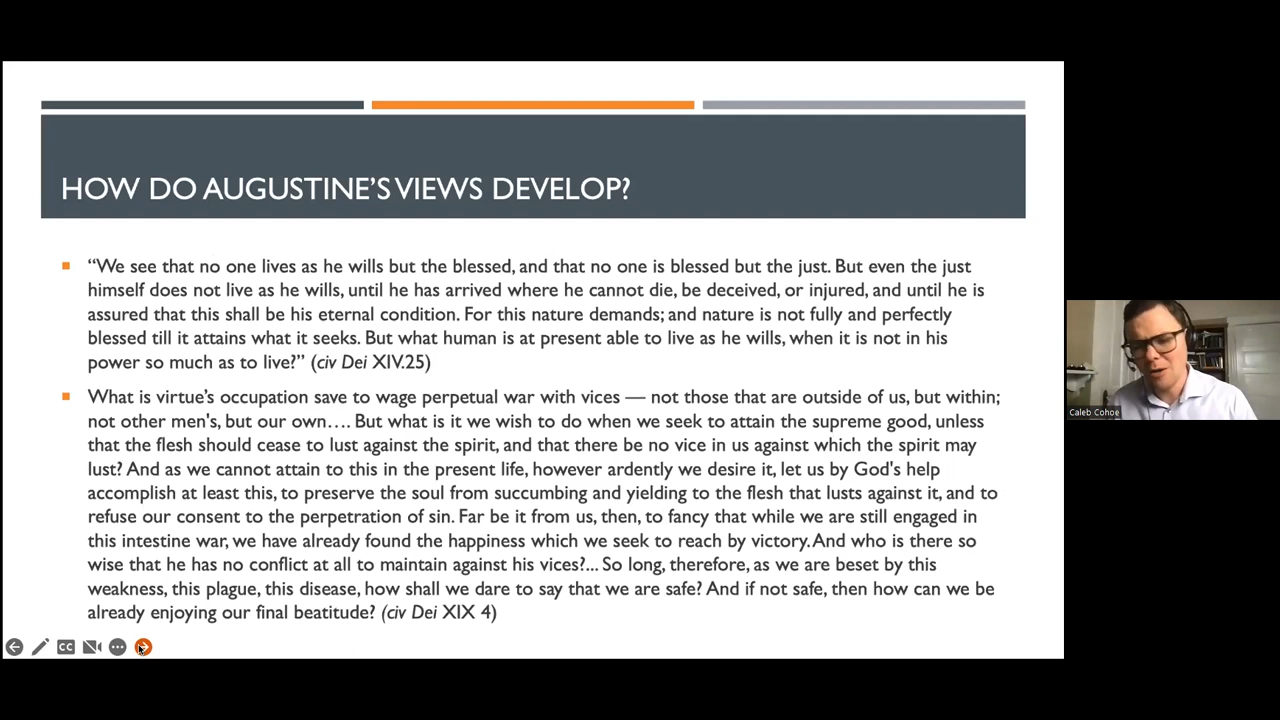 HOW DO AUGUSTINE'S VIEWS DEVELOP?
“We see that no one lives as he wills but the blessed, and that no one is blessed but the just. But even the just
himself does not live as he wills, until he has arrived where he cannot die, be deceived, or injured, and until he is
assured that this shall be his eternal condition. For this nature demands; and nature is not fully and perfectly
blessed till it attains what it seeks. But what human is at present able to live as he wills, when it is not in his
power so much as to live?” (civ Dei XIV.25)
What is virtue's occupation save to wage perpetual war with vices — not those that are outside of us, but within;
not other men's, but our own…. But what is it we wish to do when we seek to attain the supreme good, unless
that the flesh should cease to lust against the spirit, and that there be no vice in us against which the spirit may
lust? And as we cannot attain to this in the present life, however ardently we desire it, let us by God's help
accomplish at least this, to preserve the soul from succumbing and yielding to the flesh that lusts against it, and to
refuse our consent to the perpetration of sin. Far be it from us, then, to fancy that while we are still engaged in
this intestine war, we have already found the happiness which we seek to reach by victory. And who is there so
wise that he has no conflict at all to maintain against his vices?... So long, therefore, as we are beset by this
weakness, this plague, this disease, how shall we dare to say that we are safe? And if not safe, then how can we be
already enjoying our final beatitude? (civ Dei XIX 4)
CC
Caleb Cohoe